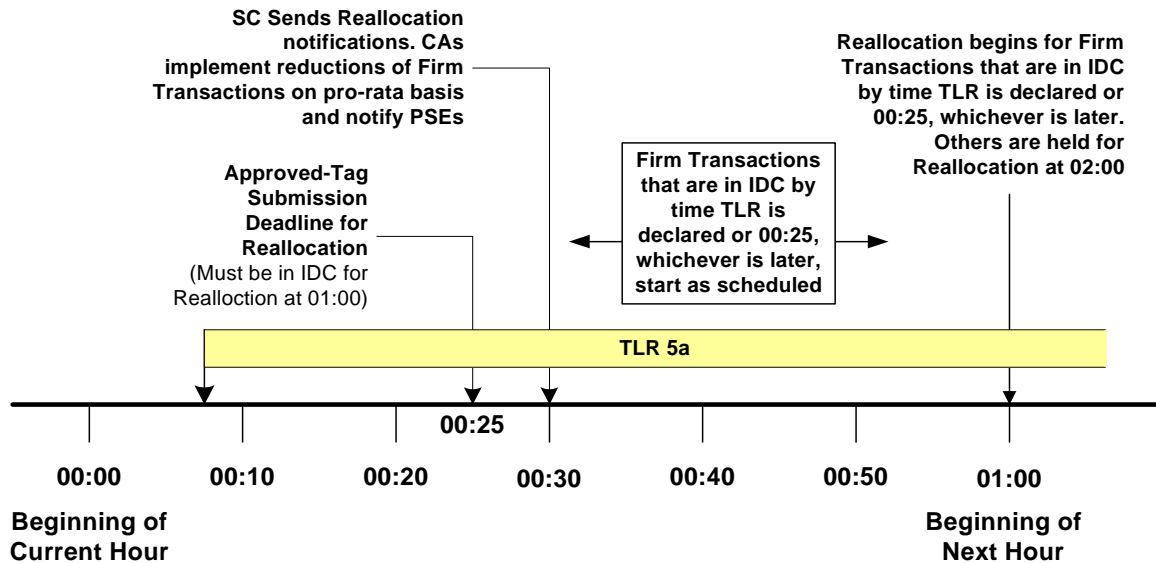 SC Sends Reallocation
notifications. CAs
implement reductions of Firm
Transactions on pro-rata basis
and notify PSEs
Reallocation begins for Firm
Transactions that are in IDC
by time TLR is declared or
00:25, whichever is later.
Others are held for
Reallocation at 02:00
Approved-Tag
Submission
Deadline for
Reallocation
(Must be in IDC for
Realloction at 01:00)
Firm Transactions
that are in IDC by
time TLR is
declared or 00:25,
whichever is later,
start as scheduled
TLR 5a
00:25
00:00
00:10
00:20
00:30
00:40
00:50
01:00
Beginning of
Current Hour
Beginning of
Next Hour